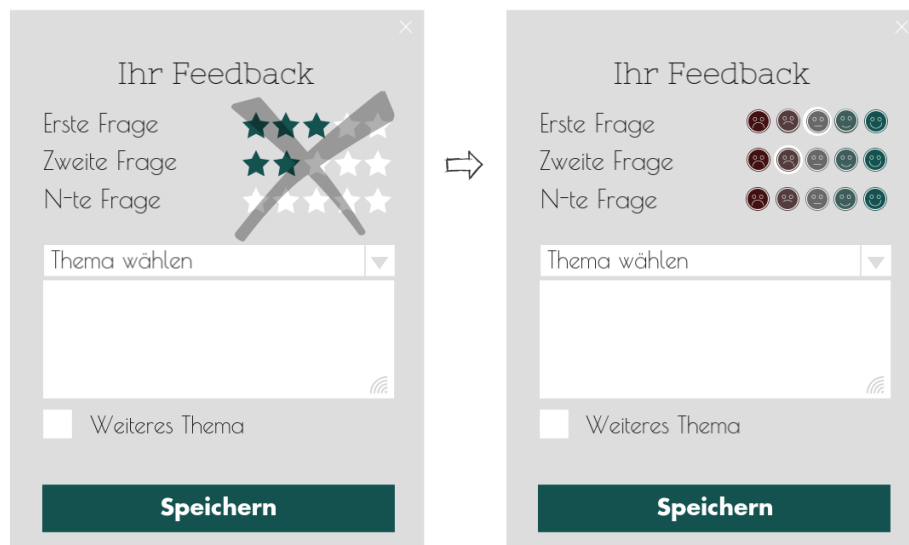 Ihr Feedback
Erste Frage
Zweite Frage
N-te Frage
Thema wählen
Weiteres Thema
Speichern
Ihr Feedback
Erste Frage
Zweite Frage
N-te Frage
Thema wählen
Weiteres Thema
Speichern